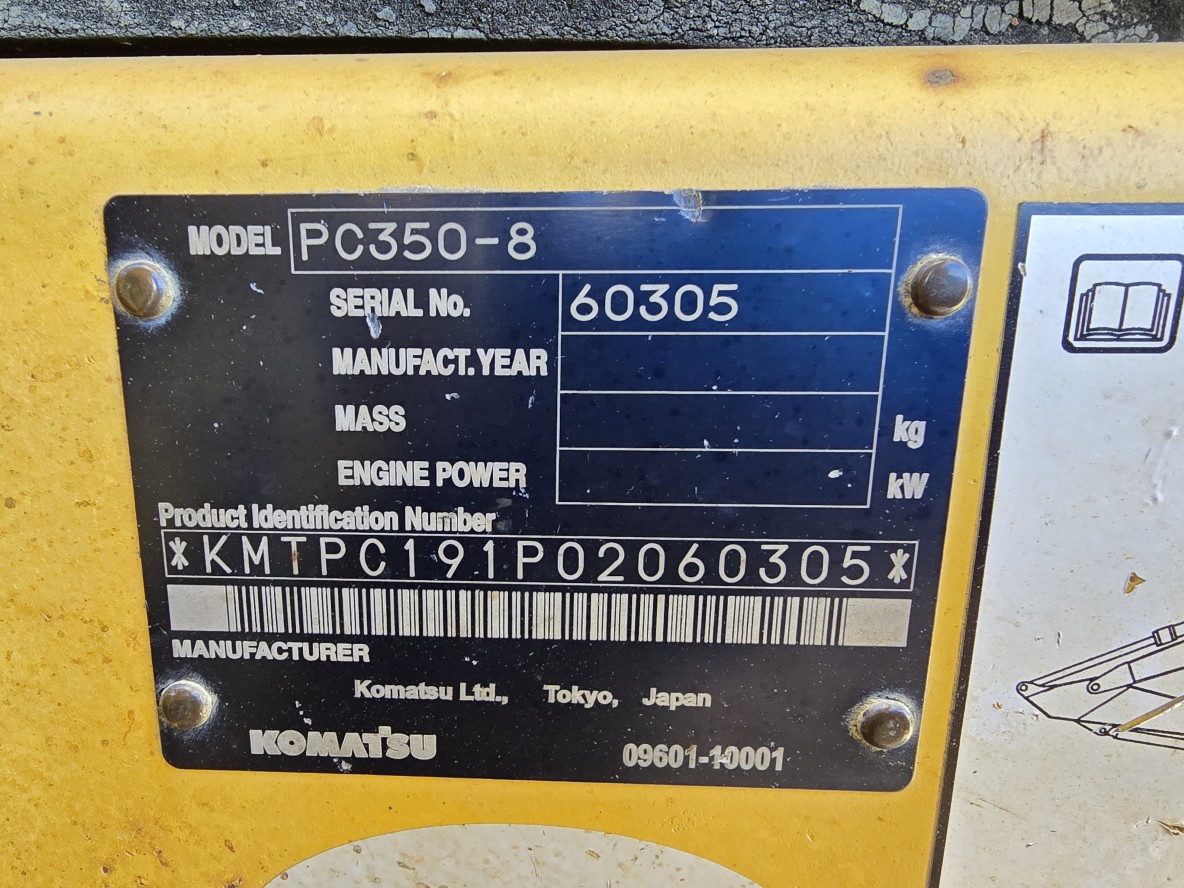 MODEL PC350-8
SERIAL No. 60305
MANUFACT. YEAR
MASS kg
ENGINE POWER kW
Product Identification Number
*KMTPC191P02060305*
MANUFACTURER
Komatsu Ltd., Tokyo, Japan
KOMATSU 09601-10001